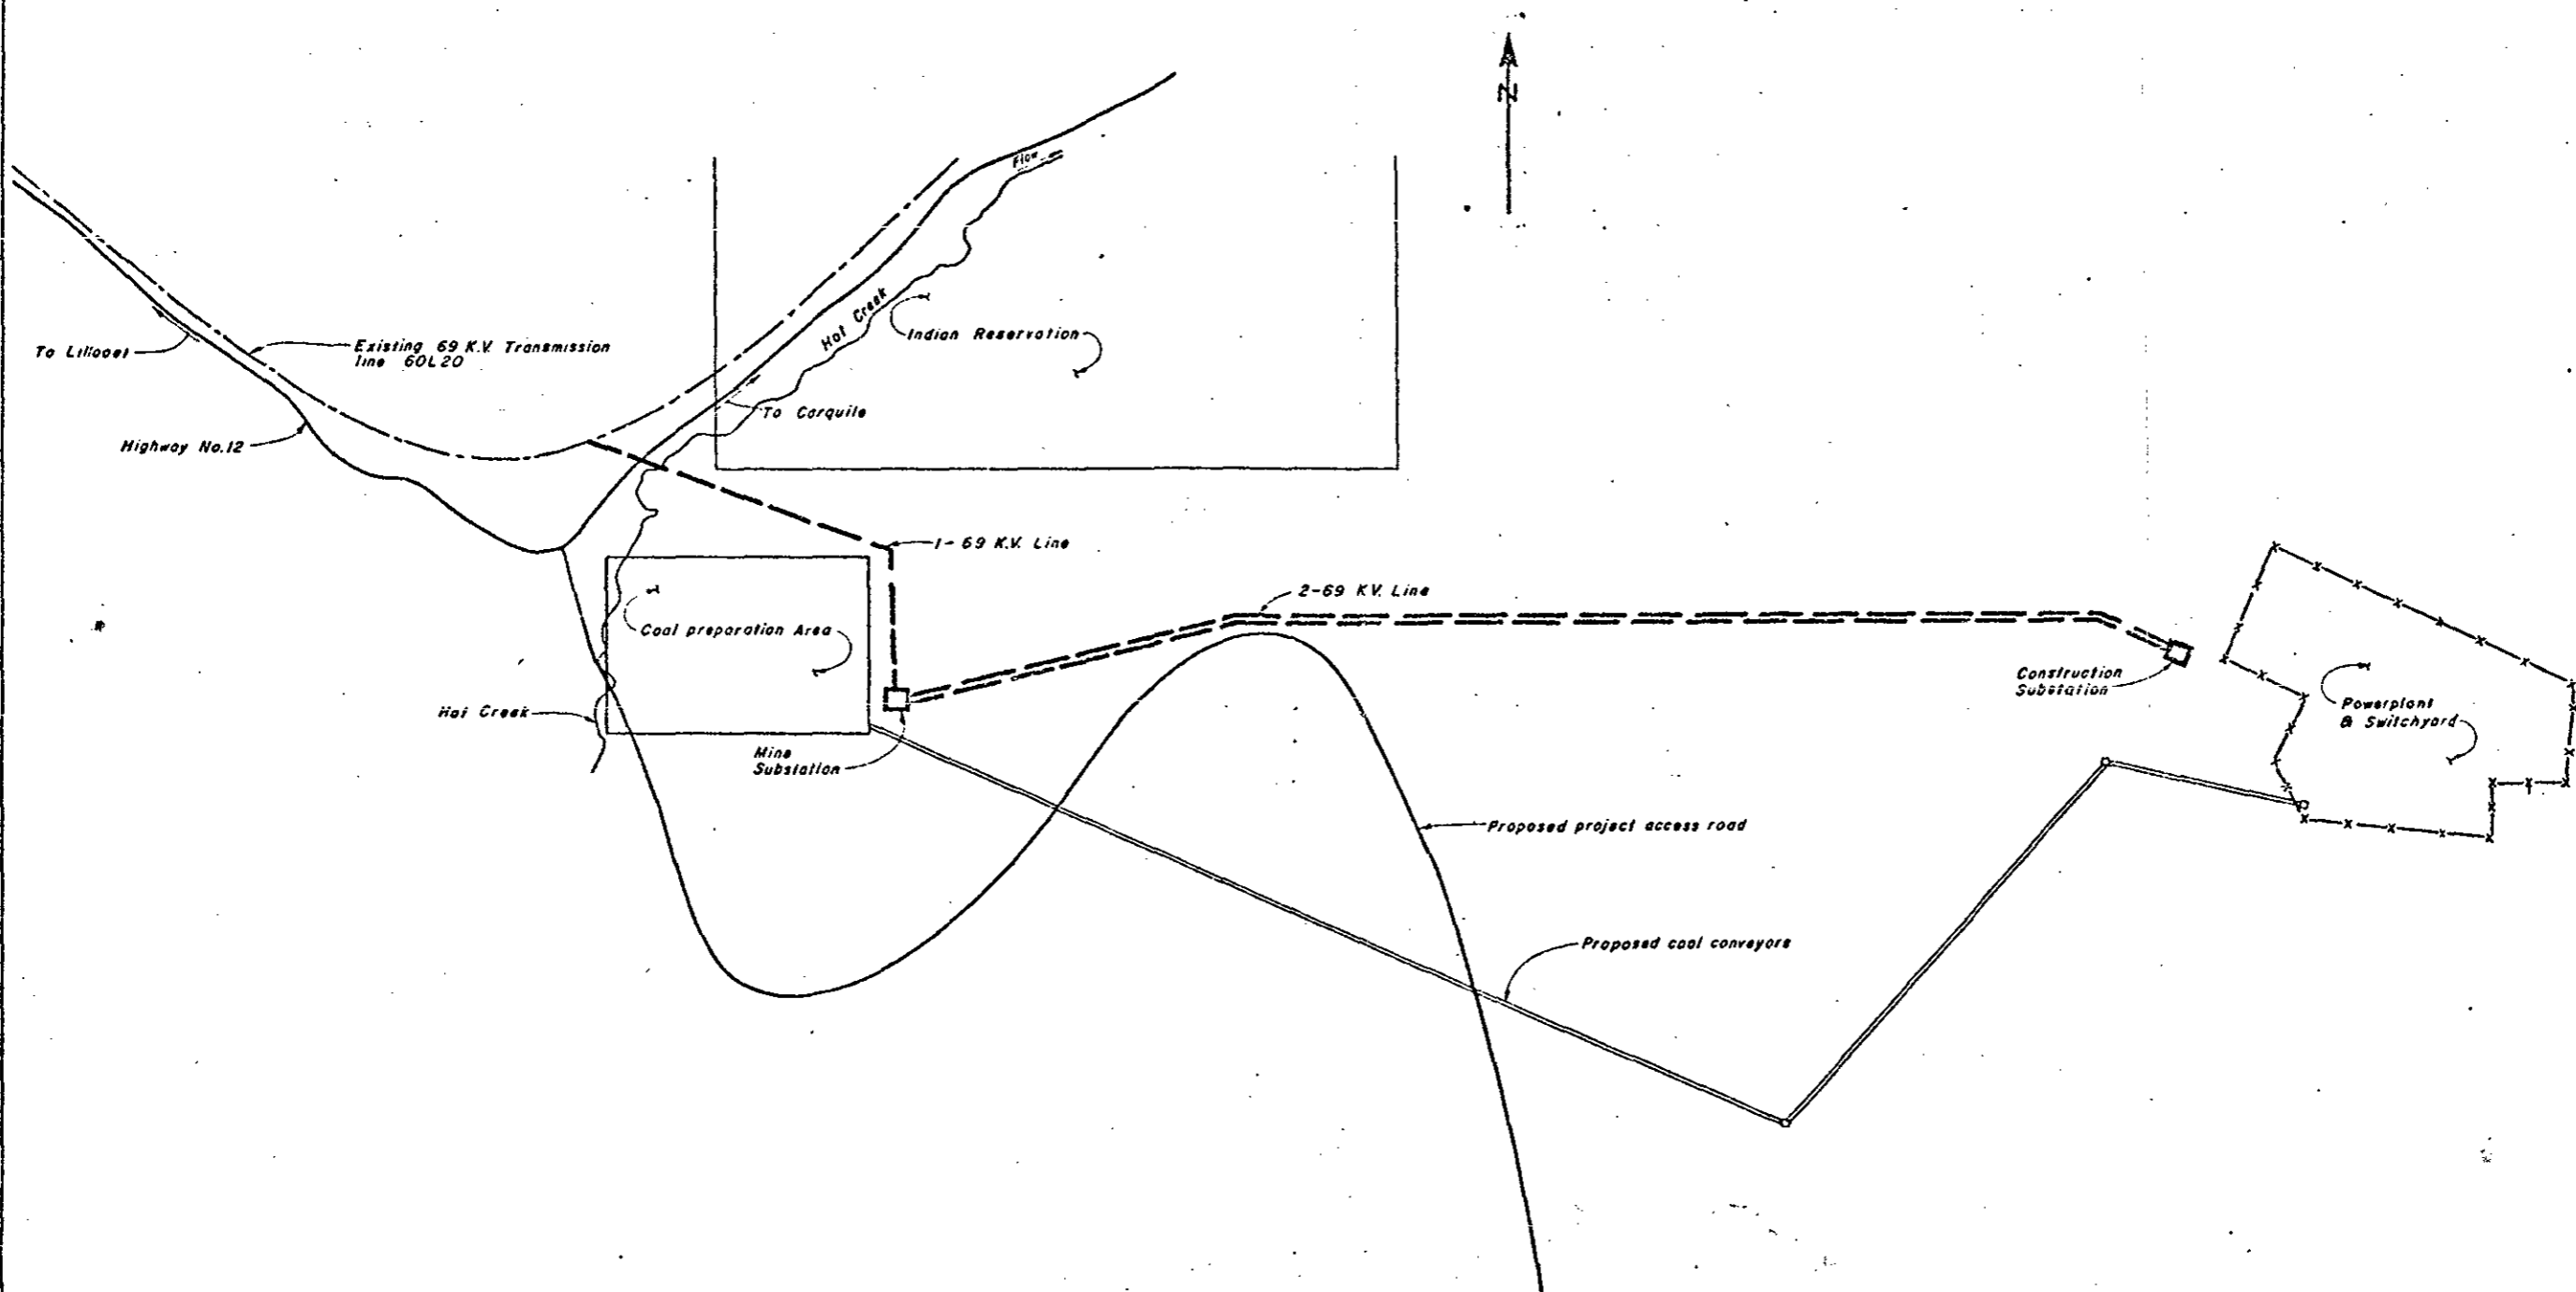 N
Flow
Hat Creek
Indian Reservation
To Lillooet
Existing 69 K.V. Transmission
line 60L20
To Carquile
Highway No.12
1-69 K.V. Line
2-69 K.V. Line
Coal preparation Area
Construction
Substation
Powerplant
& Switchyard
Hat Creek
Mine
Substation
Proposed project access road
Proposed coal conveyors